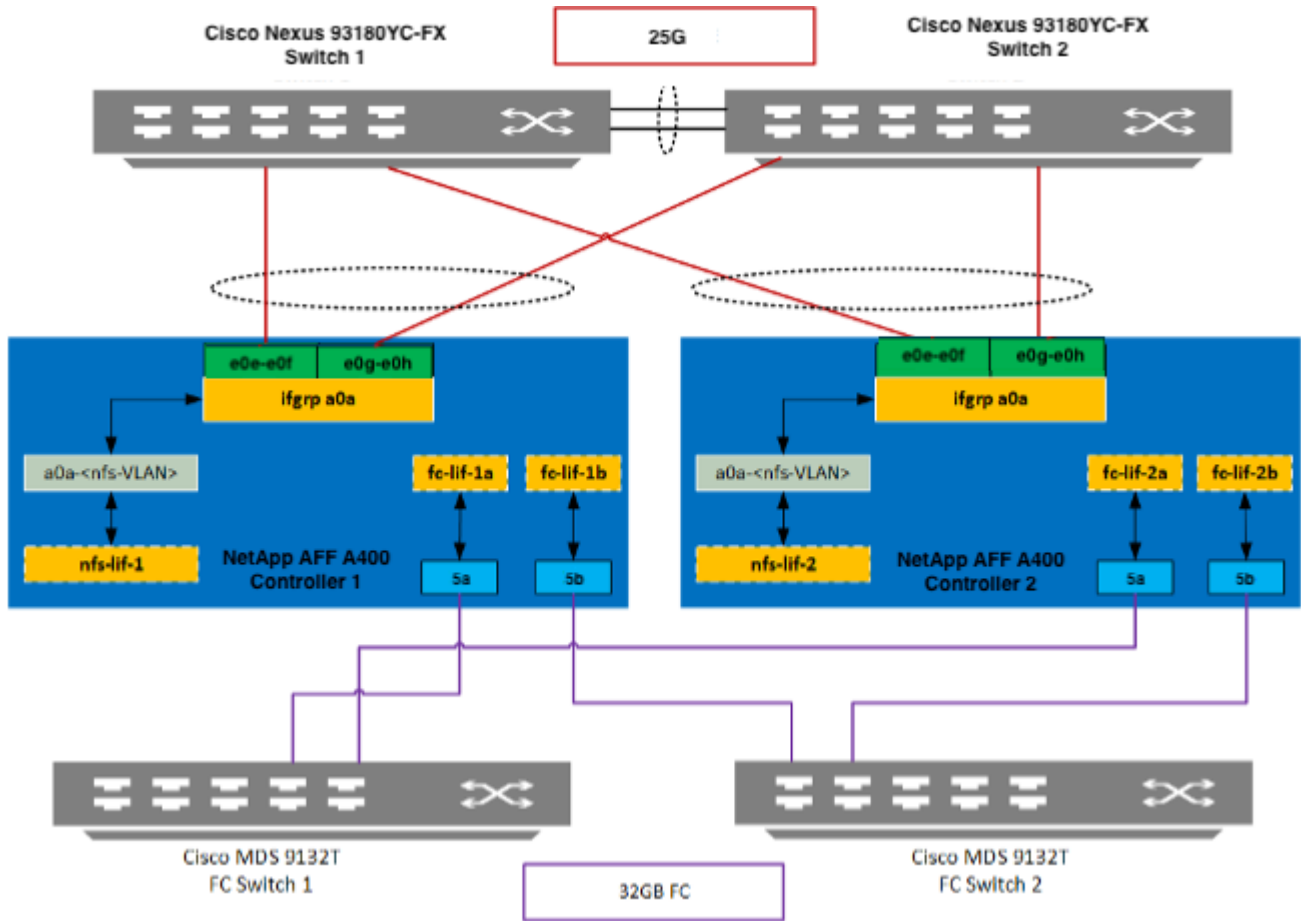 Cisco Nexus 93180YC-FX
Switch 1
25G
Cisco Nexus 93180YC-FX
Switch 2
e0e-e0f
e0g-e0h
ifgrp a0a
a0a-<nfs-VLAN>
fc-lif-1a
fc-lif-1b
nfs-lif-1
NetApp AFF A400
Controller 1
5a
5b
e0e-e0f
e0g-e0h
ifgrp a0a
a0a-<nfs-VLAN>
fc-lif-2a
fc-lif-2b
nfs-lif-2
NetApp AFF A400
Controller 2
5a
5b
Cisco MDS 9132T
FC Switch 1
32GB FC
Cisco MDS 9132T
FC Switch 2